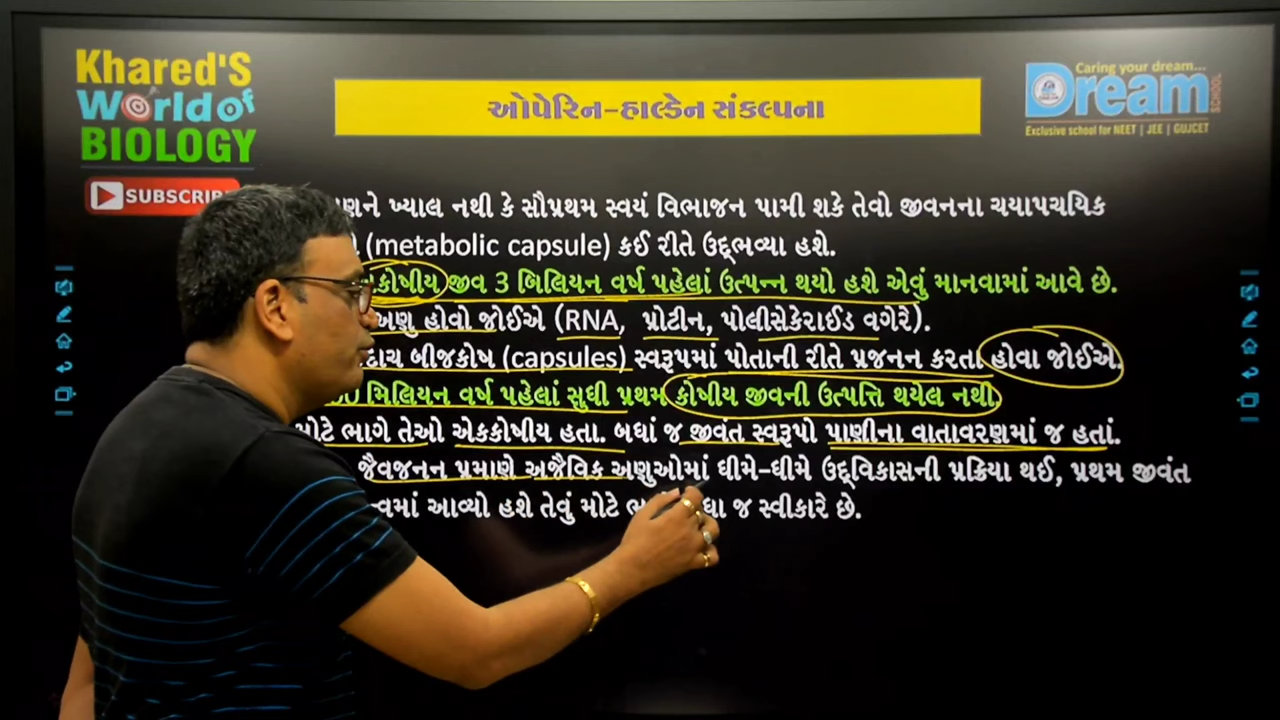 Khared'S
World of
BIOLOGY
SUBSCRIB
ઓપેરિન-હાલ્ડેન સંકલ્પના
Caring your dream...
Dream
SCHOOL
Exclusive school for NEET | JEE | GUJCET
ખ્યાલ નથી કે સૌપ્રથમ સ્વયં વિભાજન પામી શકે તેવો જીવનના ચયાપચયિક
(metabolic capsule) કઈ રીતે ઉદ્ભવ્યા હશે.
કોષીય જીવ 3 બિલિયન વર્ષ પહેલાં ઉત્પન્ન થયો હશે એવું માનવામાં આવે છે.
અણુ હોવો જોઈએ (RNA, પ્રોટીન, પોલીસેકેરાઈડ વગેરે).
બીજકોષ (capsules) સ્વરૂપમાં પોતાની રીતે પ્રજનન કરતા હોવા જોઈએ.
મિલિયન વર્ષ પહેલાં સુધી પ્રથમ કોષીય જીવની ઉત્પત્તિ થયેલ નથી.
મોટે ભાગે તેઓ એકકોષીય હતા. બધાં જ જીવંત સ્વરૂપો પાણીના વાતાવરણમાં જ હતાં.
જૈવજનન પ્રમાણે અજૈવિક અણુઓમાં ધીમે-ધીમે ઉદ્વિકાસની પ્રક્રિયા થઈ, પ્રથમ જીવંત
આવ્યો હશે તેવું મોટે જ સ્વીકારે છે.